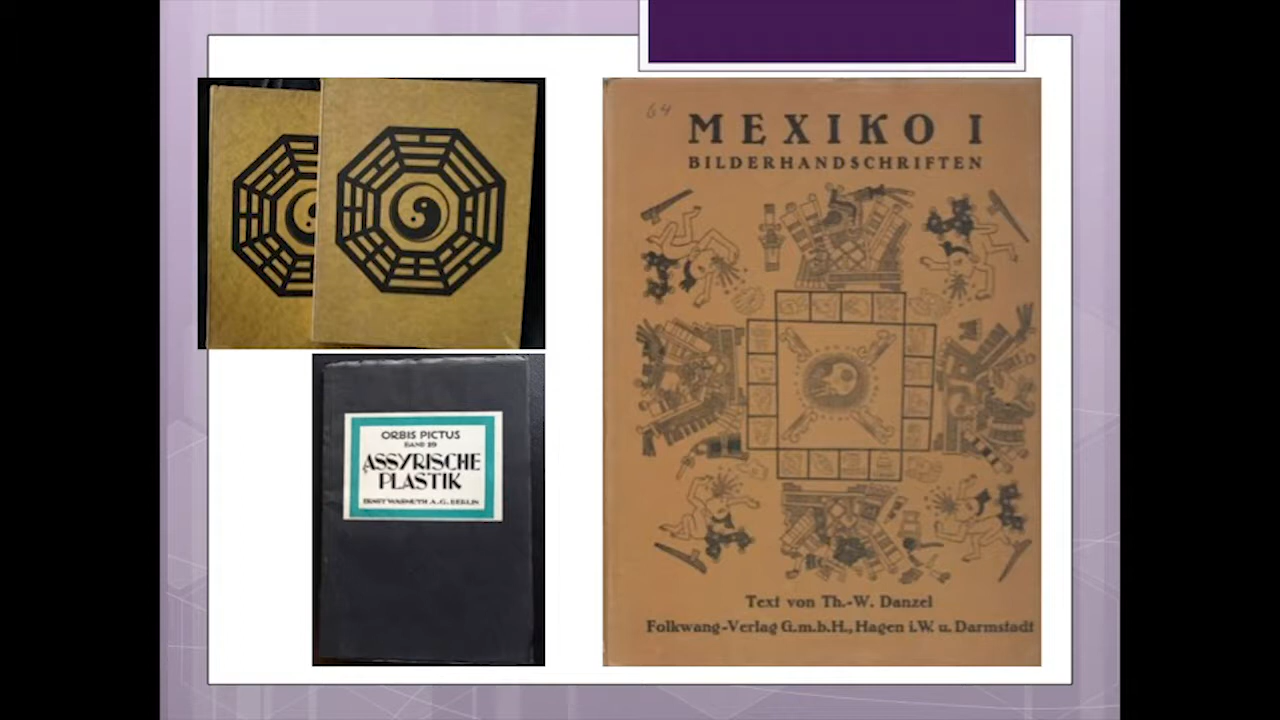 ORBIS PICTUS
BAND 19
ASSYRISCHE
PLASTIK
ERNST WASMUTH A.G. BERLIN
64
MEXIKO I
BILDERHANDSCHRIFTEN
Text von Th.-W. Danzel
Folkwang-Verlag G.m.b.H., Hagen i.W. u. Darmstadt